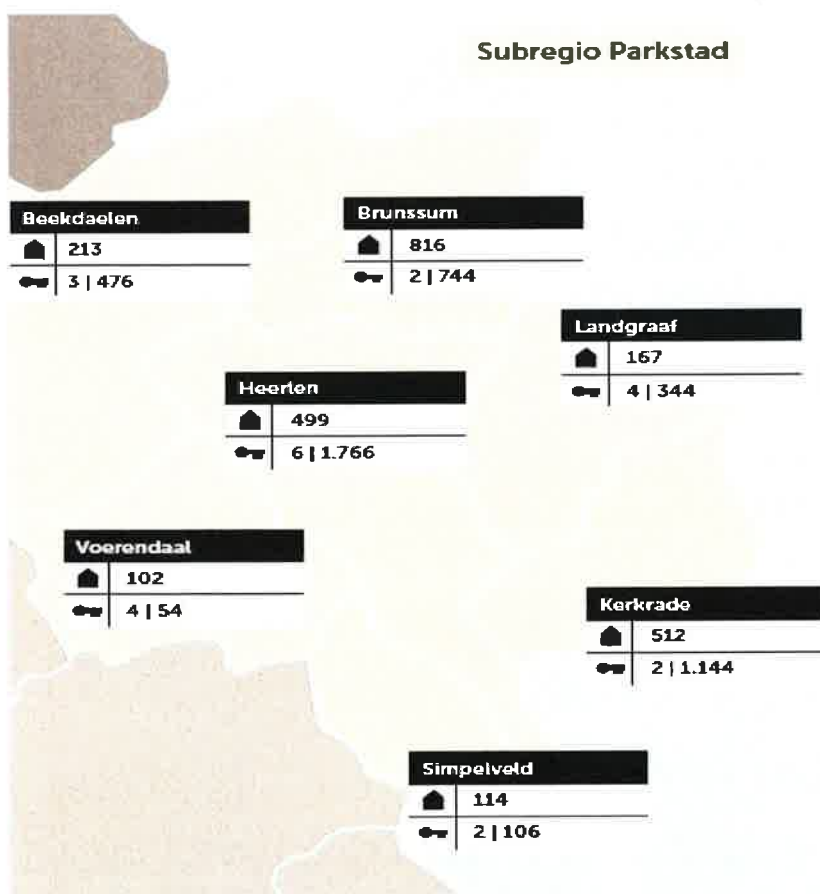 Subregio Parkstad
Beekdaelen
213
3 | 476
Brunssum
816
2 | 744
Landgraaf
167
4 | 344
Heerlen
499
6 | 1.766
Voerendaal
102
4 | 54
Kerkrade
512
2 | 1.144
Simpelveld
114
2 | 106